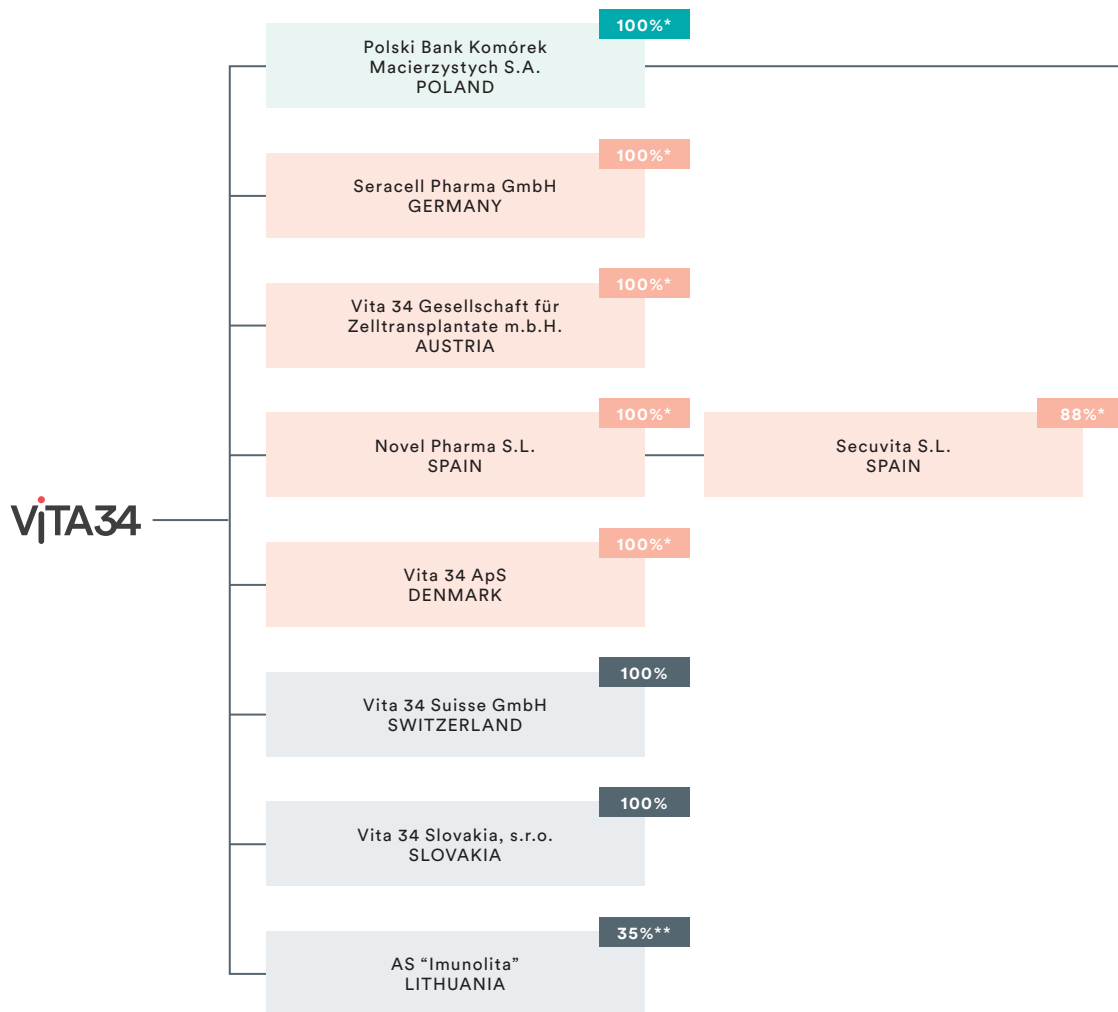 100%*
Polski Bank Komórek
Macierzystych S.A.
POLAND
100%*
Seracell Pharma GmbH
GERMANY
100%*
Vita 34 Gesellschaft für
Zelltransplantate m.b.H.
AUSTRIA
100%*
Novel Pharma S.L.
SPAIN
88%*
Secuvita S.L.
SPAIN
ViTA34
100%*
Vita 34 ApS
DENMARK
100%
Vita 34 Suisse GmbH
SWITZERLAND
100%
Vita 34 Slovakia, s.r.o.
SLOVAKIA
35%**
AS “Imunolita”
LITHUANIA